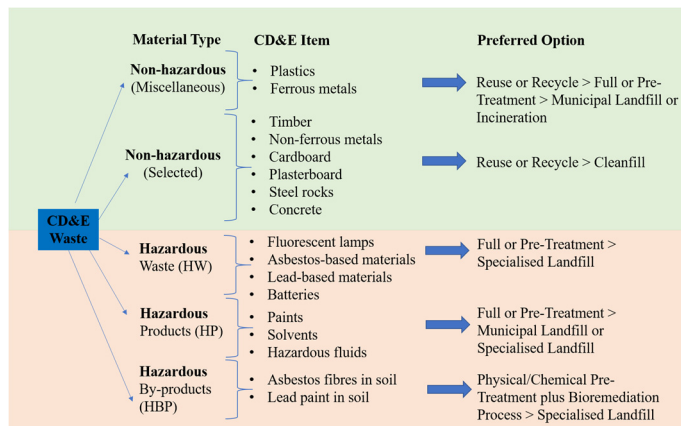 Material Type
CD&E Item
Preferred Option
Non-hazardous
(Miscellaneous)
• Plastics
• Ferrous metals
Reuse or Recycle > Full or Pre-
Treatment > Municipal Landfill or
Incineration
Non-hazardous
(Selected)
• Timber
• Non-ferrous metals
• Cardboard
• Plasterboard
• Steel rocks
• Concrete
Reuse or Recycle > Cleanfill
CD&E
Waste
Hazardous
Waste (HW)
• Fluorescent lamps
• Asbestos-based materials
• Lead-based materials
• Batteries
Full or Pre-Treatment >
Specialised Landfill
Hazardous
Products (HP)
• Paints
• Solvents
• Hazardous fluids
Full or Pre-Treatment >
Municipal Landfill or
Specialised Landfill
Hazardous
By-products
(HBP)
• Asbestos fibres in soil
• Lead paint in soil
Physical/Chemical Pre-
Treatment plus Bioremediation
Process > Specialised Landfill